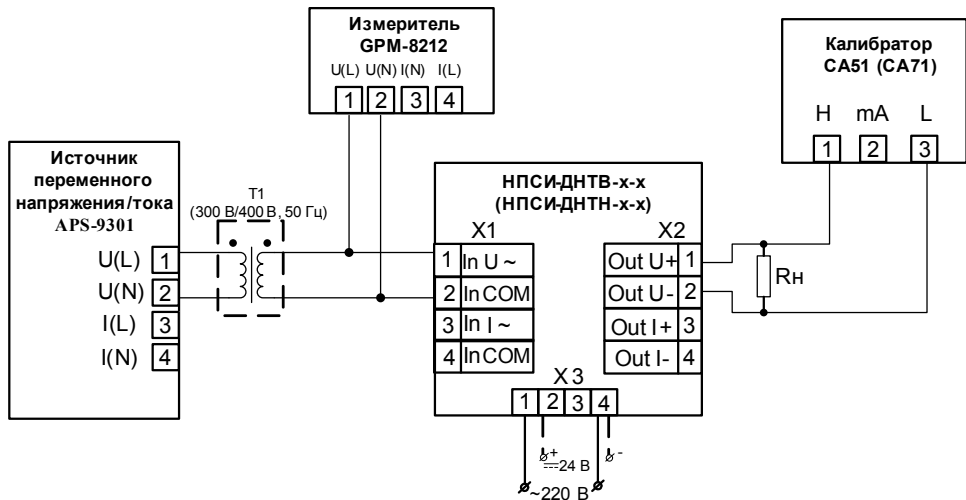 Измеритель
GPM-8212
U(L) U(N) I(N) I(L)
1 2 3 4
Калибратор
CA51 (CA71)
H mA L
1 2 3
Источник
переменного
напряжения/тока
APS-9301
U(L) 1
U(N) 2
I(L) 3
I(N) 4
T1
(300 В/400 В, 50 Гц)
НПСИ-ДНТВ-х-х
(НПСИ-ДНТН-х-х)
X1
1 In U ~
2 In COM
3 In I ~
4 In COM
X2
Out U+ 1
Out U- 2
Out I+ 3
Out I- 4
Rн
X3
1 2 3 4
+ -
24 В
~220 В